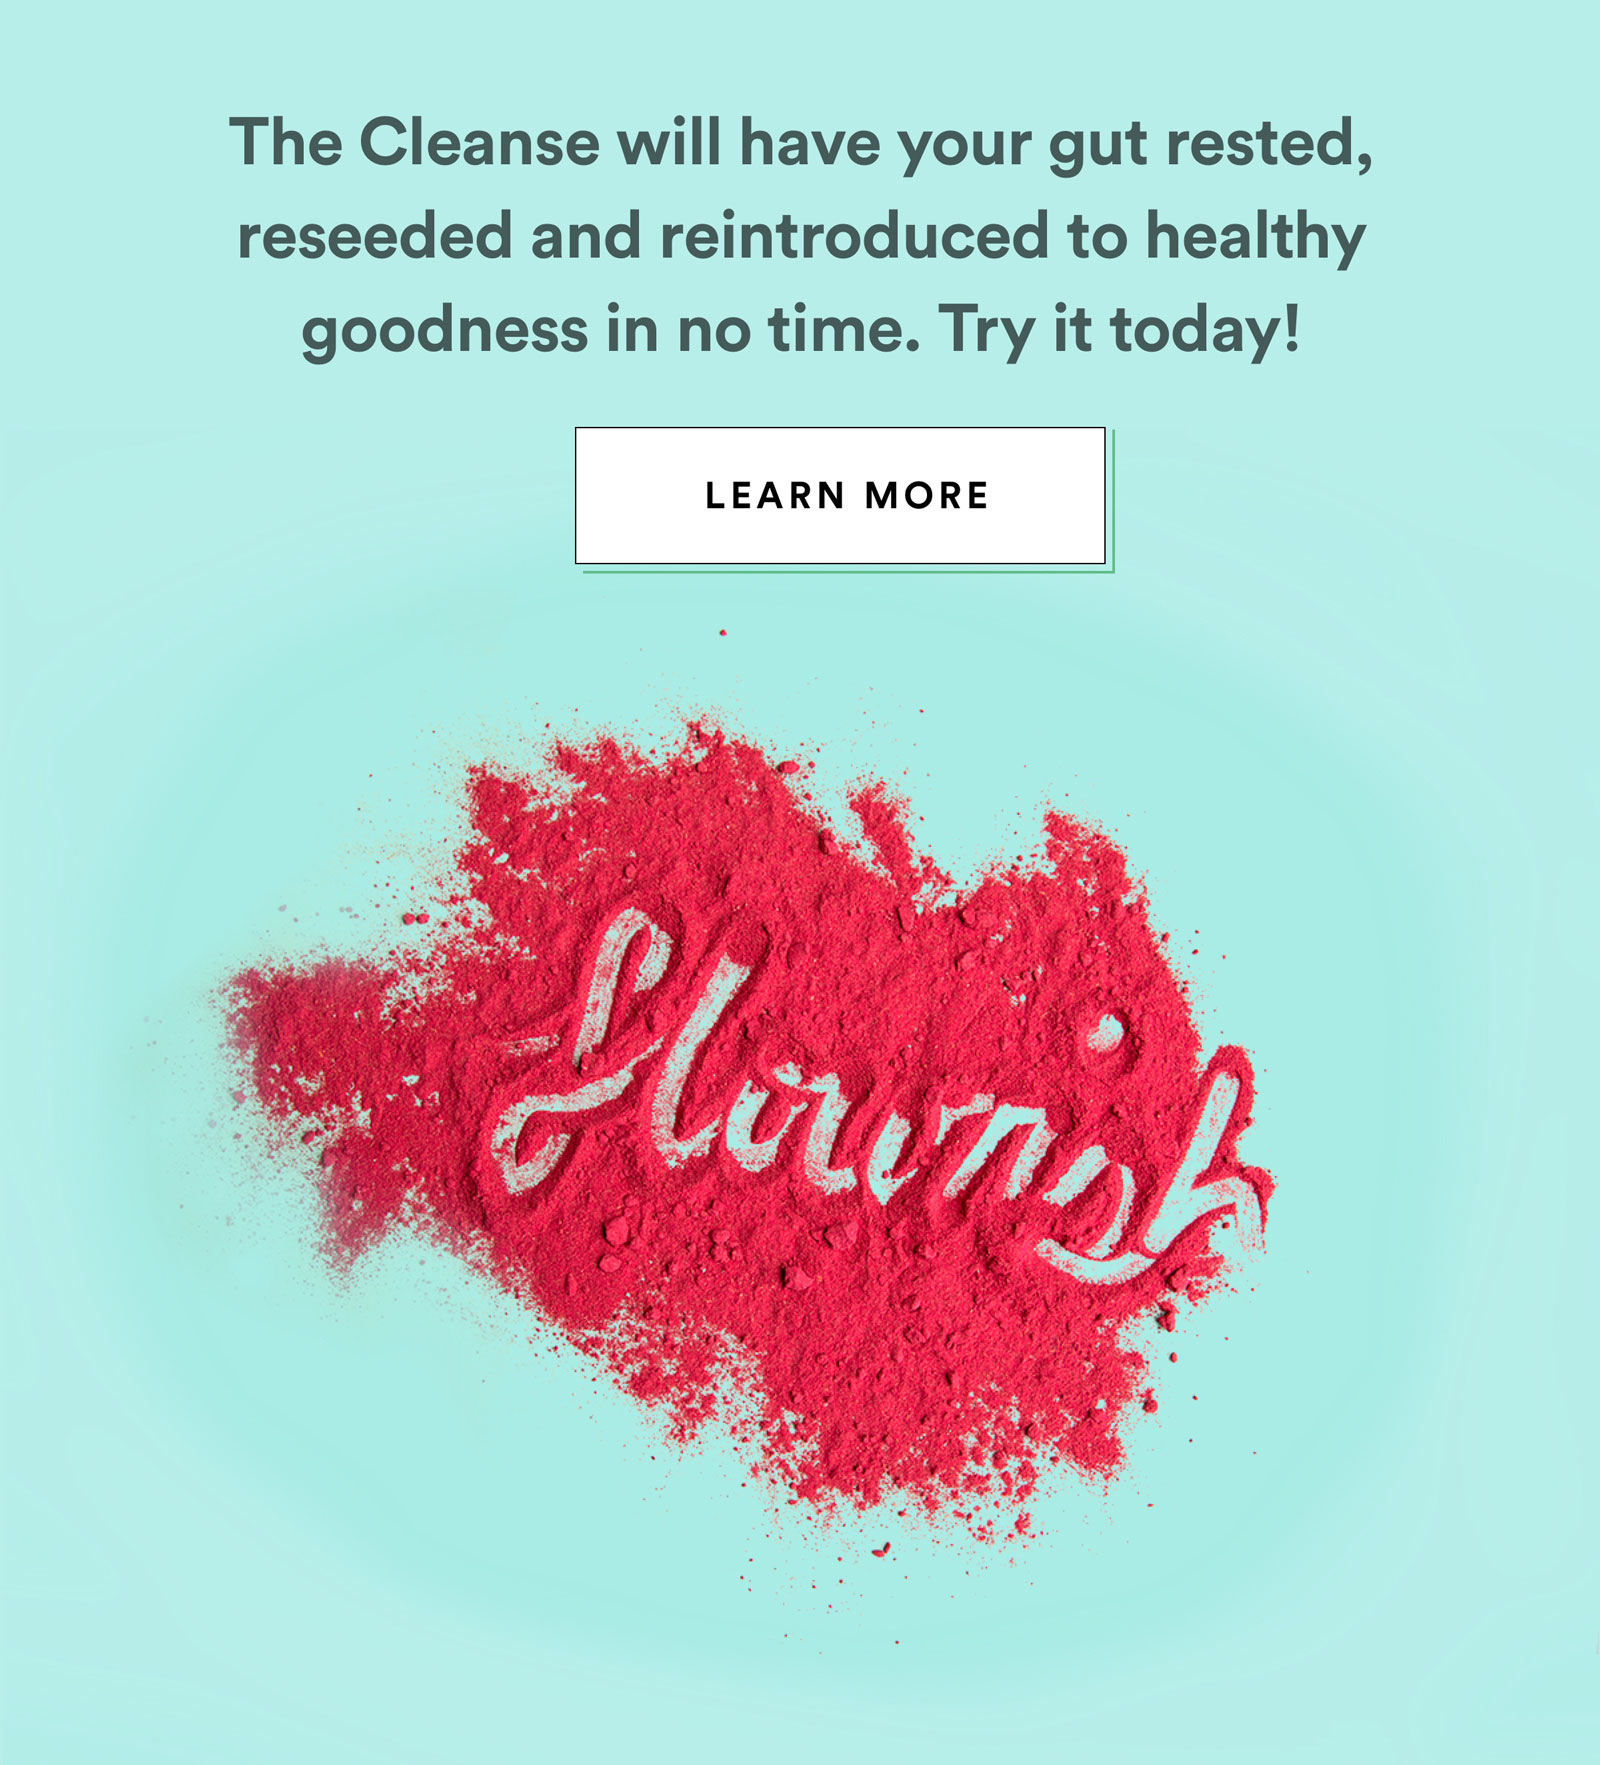 The Cleanse will have your gut rested,
reseeded and reintroduced to healthy
goodness in no time. Try it today!
LEARN MORE
flourish